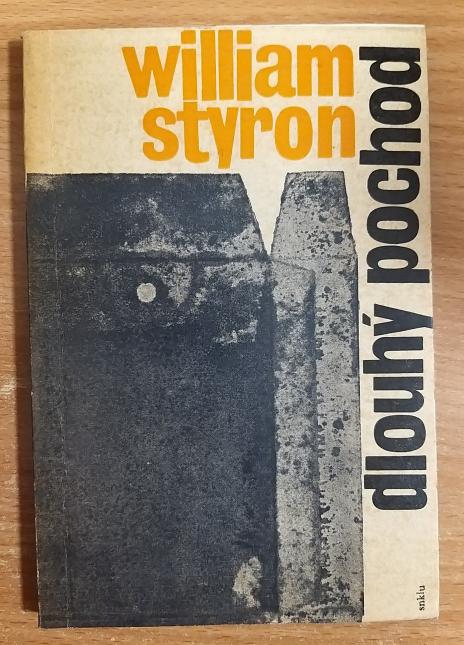 william
styron
dlouhý pochod
snklu